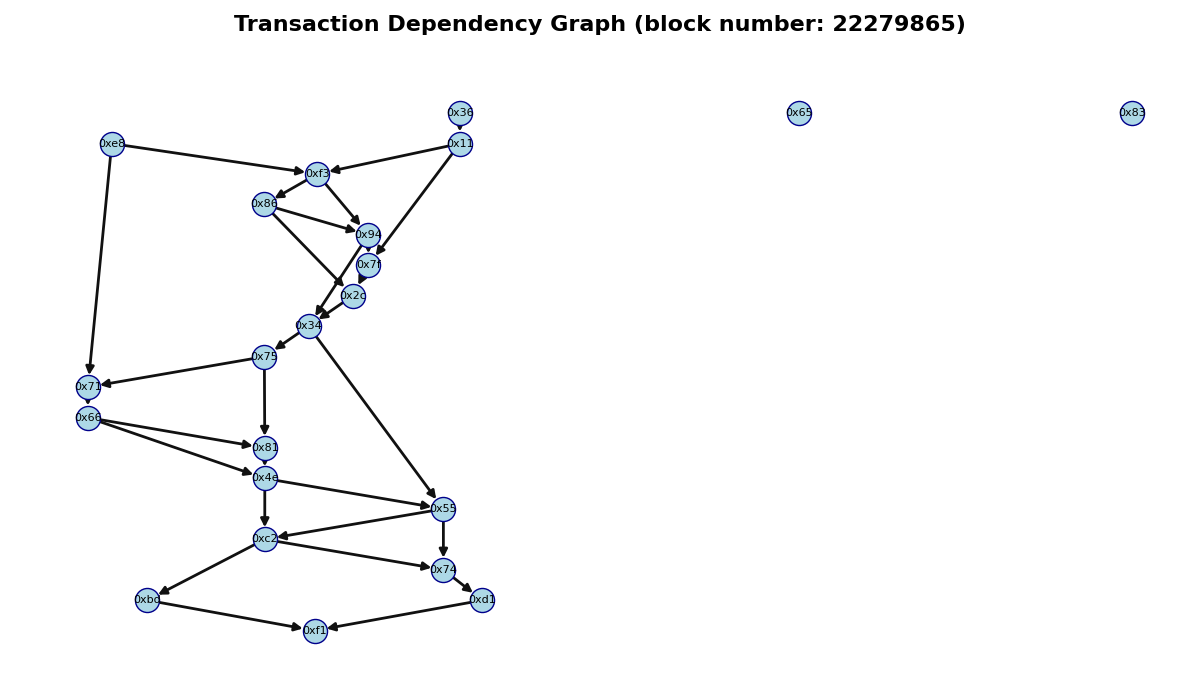 Transaction Dependency Graph (block number: 22279865)
0x36
0x65
0x83
0xe8
0x11
0xf3
0x86
0x94
0x7f
0x2c
0x34
0x75
0x71
0x66
0x81
0x4e
0x55
0xc2
0x74
0xbd
0xd1
0xf1